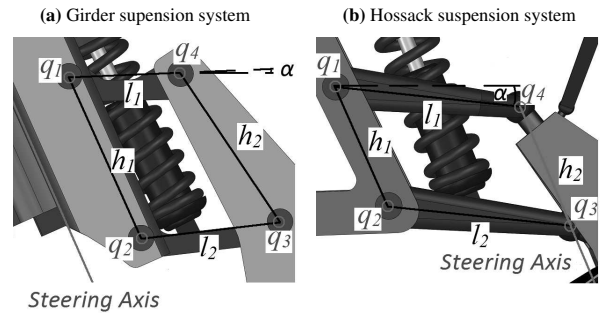 (a) Girder supension system
q1
q4
α
l1
h1
h2
q2
l2
q3
Steering Axis
(b) Hossack suspension system
q1
α
q4
l1
h1
h2
q2
q3
l2
Steering Axis